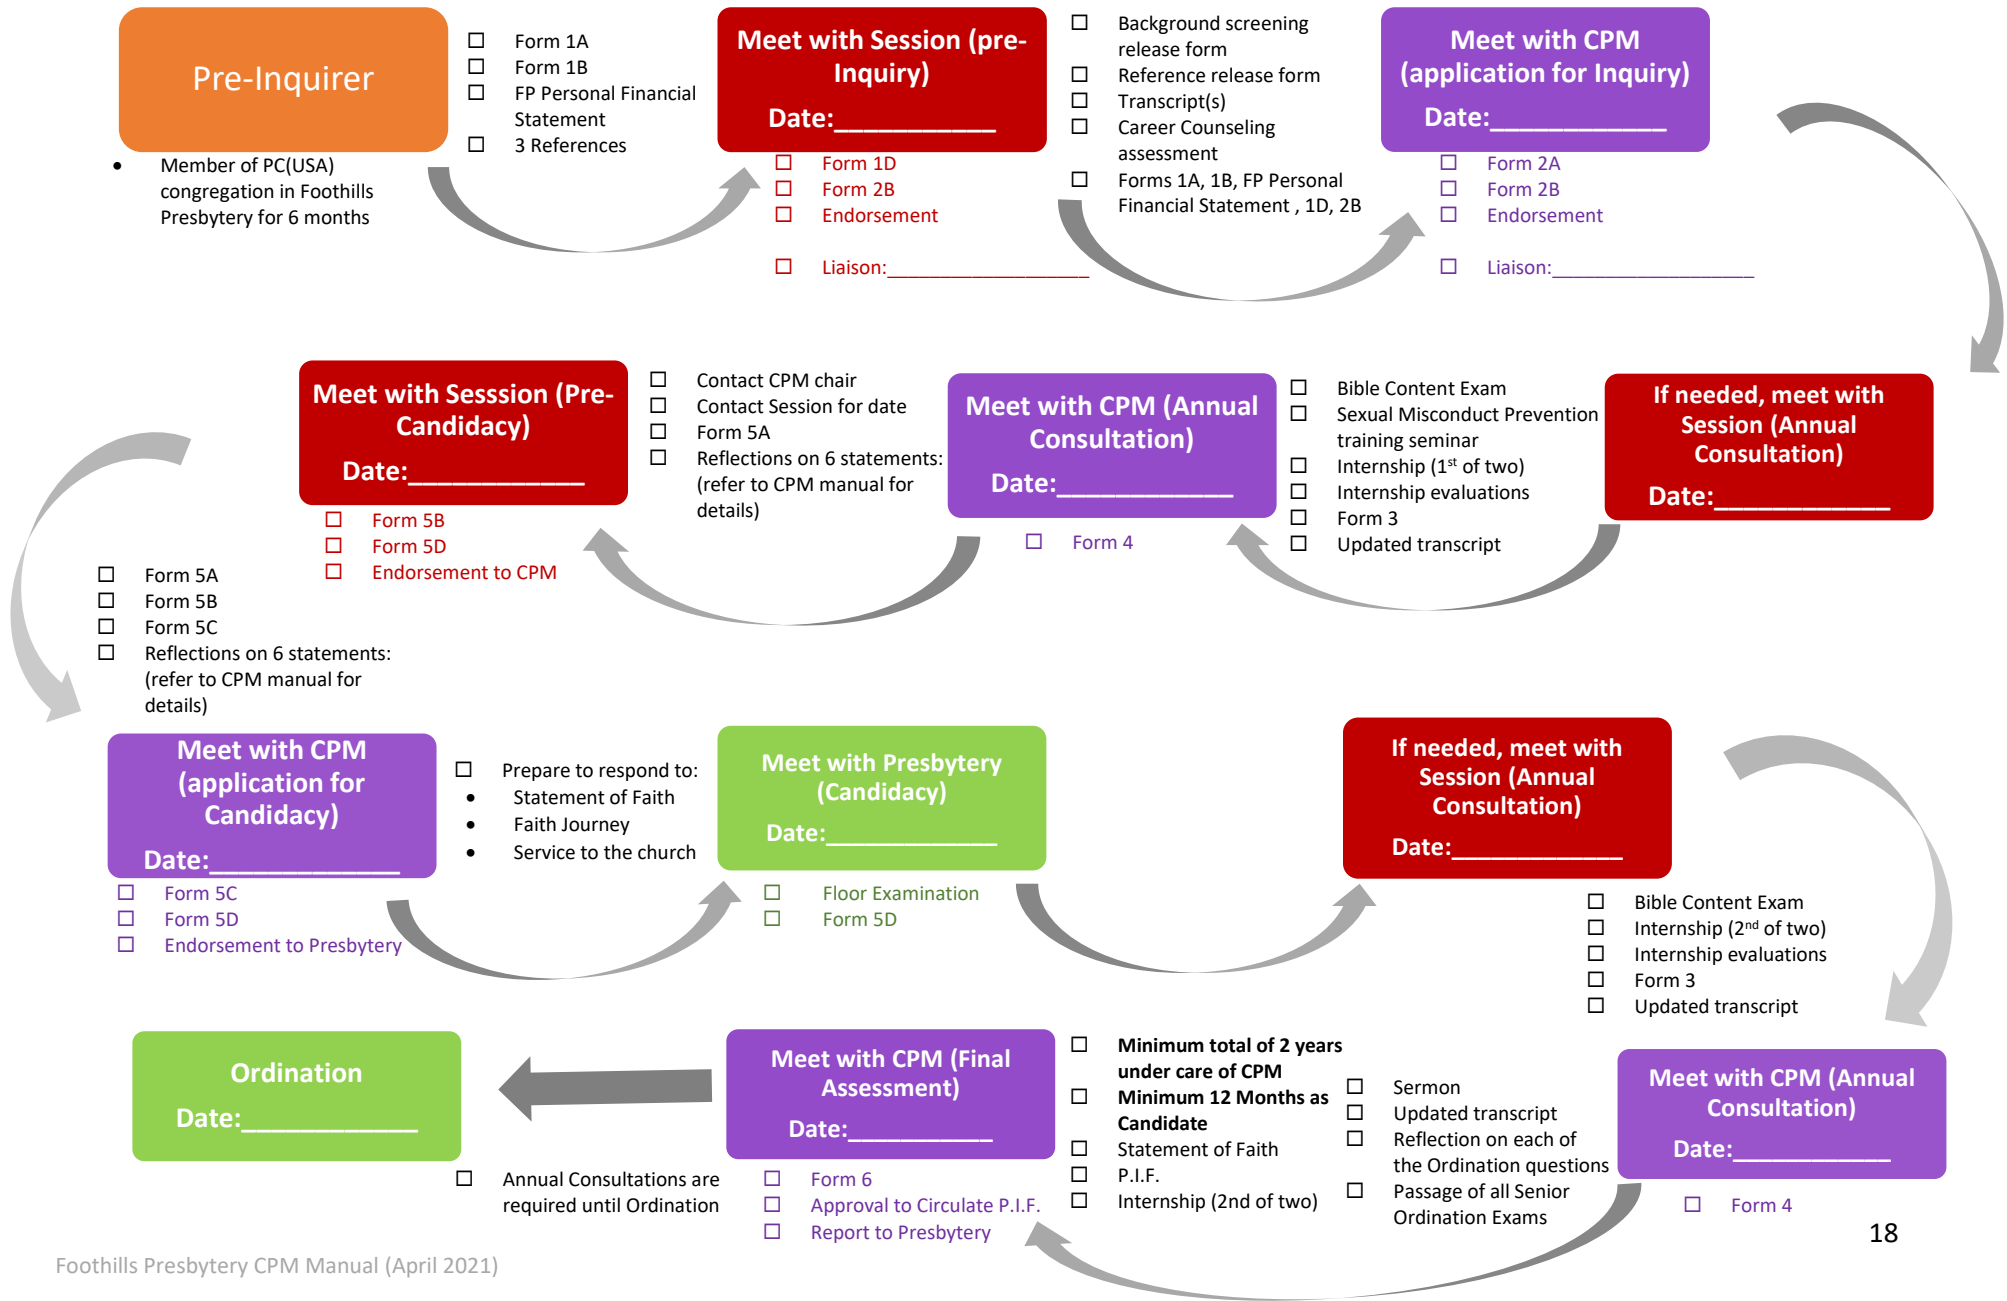 Pre-Inquirer
• Member of PC(USA)
congregation in Foothills
Presbytery for 6 months
☐ Form 1A
☐ Form 1B
☐ FP Personal Financial
Statement
☐ 3 References
Meet with Session (pre-
Inquiry)
Date:___________
☐ Form 1D
☐ Form 2B
☐ Endorsement
☐ Liaison:___________________
☐ Background screening
release form
☐ Reference release form
☐ Transcript(s)
☐ Career Counseling
assessment
☐ Forms 1A, 1B, FP Personal
Financial Statement , 1D, 2B
Meet with CPM
(application for Inquiry)
Date:____________
☐ Form 2A
☐ Form 2B
☐ Endorsement
☐ Liaison:___________________
If needed, meet with
Session (Annual
Consultation)
Date:____________
☐ Bible Content Exam
☐ Sexual Misconduct Prevention
training seminar
☐ Internship (1st of two)
☐ Internship evaluations
☐ Form 3
☐ Updated transcript
Meet with CPM (Annual
Consultation)
Date:____________
☐ Form 4
☐ Contact CPM chair
☐ Contact Session for date
☐ Form 5A
☐ Reflections on 6 statements:
(refer to CPM manual for
details)
Meet with Sesssion (Pre-
Candidacy)
Date:____________
☐ Form 5B
☐ Form 5D
☐ Endorsement to CPM
☐ Form 5A
☐ Form 5B
☐ Form 5C
☐ Reflections on 6 statements:
(refer to CPM manual for
details)
Meet with CPM
(application for
Candidacy)
Date:_____________
☐ Form 5C
☐ Form 5D
☐ Endorsement to Presbytery
☐ Prepare to respond to:
• Statement of Faith
• Faith Journey
• Service to the church
Meet with Presbytery
(Candidacy)
Date:_____________
☐ Floor Examination
☐ Form 5D
If needed, meet with
Session (Annual
Consultation)
Date:_____________
☐ Bible Content Exam
☐ Internship (2nd of two)
☐ Internship evaluations
☐ Form 3
☐ Updated transcript
Meet with CPM (Annual
Consultation)
Date:____________
☐ Form 4
☐ Minimum total of 2 years
under care of CPM
☐ Minimum 12 Months as
Candidate
☐ Statement of Faith
☐ P.I.F.
☐ Internship (2nd of two)
☐ Sermon
☐ Updated transcript
☐ Reflection on each of
the Ordination questions
☐ Passage of all Senior
Ordination Exams
Meet with CPM (Final
Assessment)
Date:___________
☐ Form 6
☐ Approval to Circulate P.I.F.
☐ Report to Presbytery
☐ Annual Consultations are
required until Ordination
Ordination
Date:____________
18
Foothills Presbytery CPM Manual (April 2021)